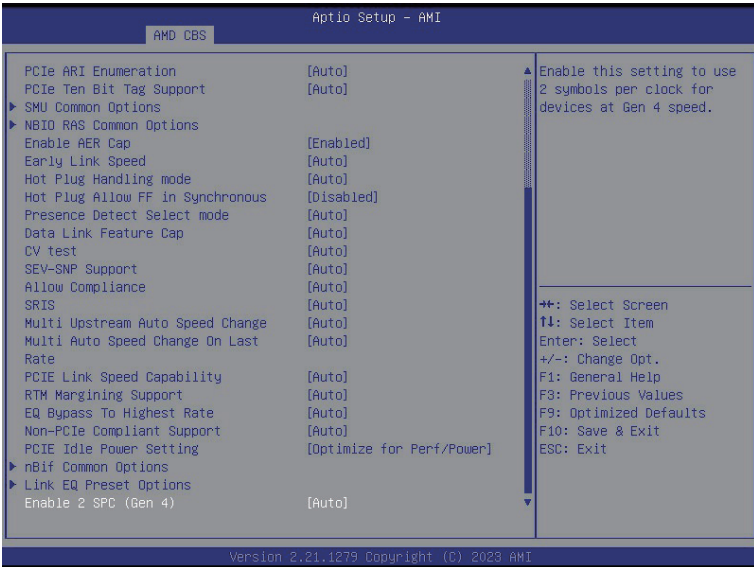 Aptio Setup - AMI
AMD CBS
PCIe ARI Enumeration [Auto]
PCIe Ten Bit Tag Support [Auto]
SMU Common Options
NBIO RAS Common Options
Enable AER Cap [Enabled]
Early Link Speed [Auto]
Hot Plug Handling mode [Auto]
Hot Plug Allow FF in Synchronous [Disabled]
Presence Detect Select mode [Auto]
Data Link Feature Cap [Auto]
CV test [Auto]
SEV-SNP Support [Auto]
Allow Compliance [Auto]
SRIS [Auto]
Multi Upstream Auto Speed Change [Auto]
Multi Auto Speed Change On Last [Auto]
Rate
PCIE Link Speed Capability [Auto]
RTM Margining Support [Auto]
EQ Bypass To Highest Rate [Auto]
Non-PCIe Compliant Support [Auto]
PCIE Idle Power Setting [Optimize for Perf/Power]
nBif Common Options
Link EQ Preset Options
Enable 2 SPC (Gen 4) [Auto]
Enable this setting to use
2 symbols per clock for
devices at Gen 4 speed.
→←: Select Screen
↑↓: Select Item
Enter: Select
+/-: Change Opt.
F1: General Help
F3: Previous Values
F9: Optimized Defaults
F10: Save & Exit
ESC: Exit
Version 2.21.1279 Copyright (C) 2023 AMI